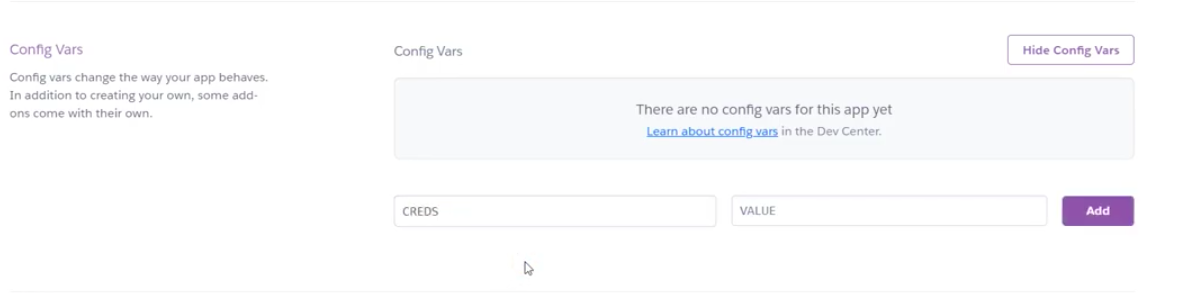 Config Vars
Config vars change the way your app behaves.
In addition to creating your own, some add-
ons come with their own.
Config Vars
Hide Config Vars
There are no config vars for this app yet
Learn about config vars in the Dev Center.
CREDS
VALUE
Add